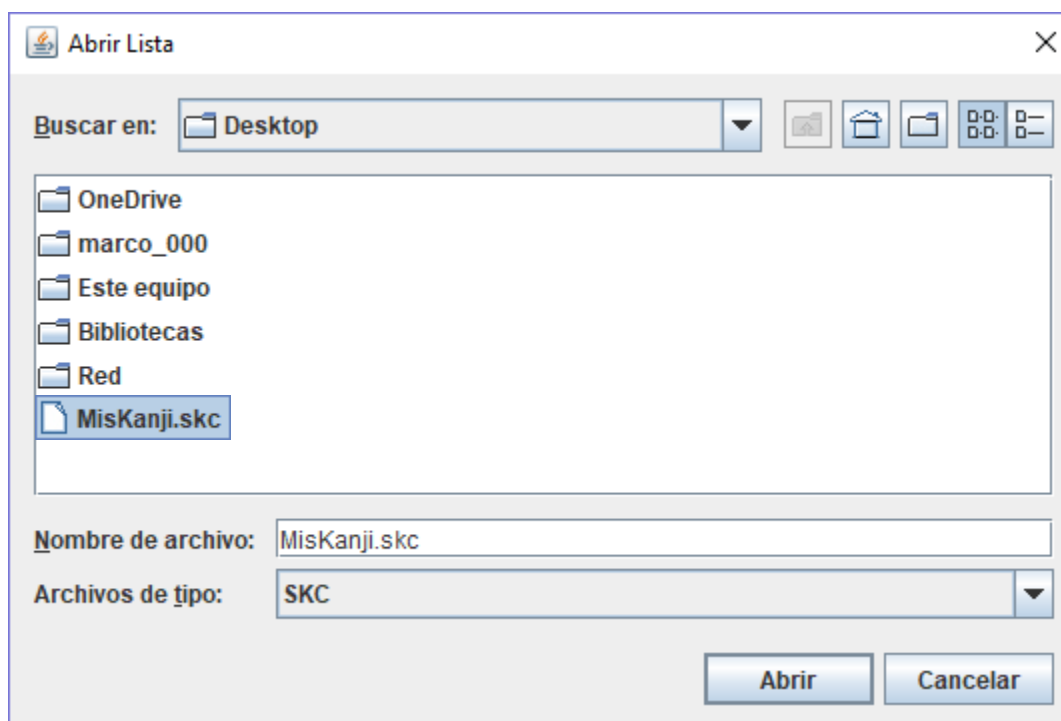 Abrir Lista
Buscar en: Desktop
OneDrive
marco_000
Este equipo
Bibliotecas
Red
MisKanji.skc
Nombre de archivo: MisKanji.skc
Archivos de tipo: SKC
Abrir Cancelar